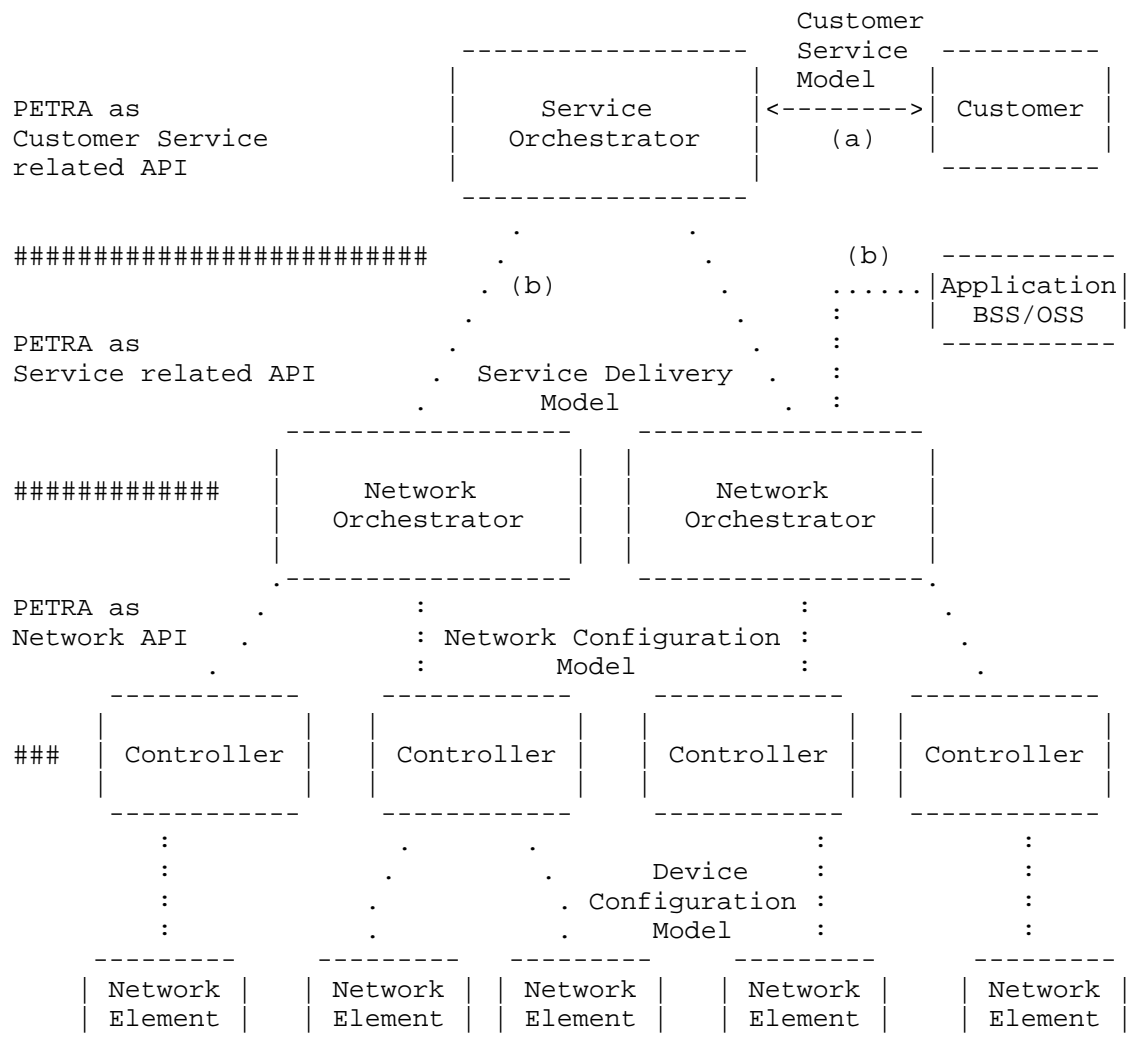 Customer
------------------ Service ----------
| | Model | |
PETRA as | Service |<-------->| Customer |
Customer Service | Orchestrator | (a) | |
related API | | ----------
------------------
. .
########################## . . (b) -----------
. (b) . ......|Application|
. . : | BSS/OSS |
PETRA as . . : -----------
Service related API . Service Delivery . :
. Model . :
------------------ ------------------
| | | |
############# | Network | | Network |
| Orchestrator | | Orchestrator |
| | | |
.------------------ ------------------.
PETRA as . : : .
Network API . : Network Configuration : .
. : Model : .
------------ ------------ ------------ ------------
| | | | | | | |
### | Controller | | Controller | | Controller | | Controller |
| | | | | | | |
------------ ------------ ------------ ------------
: . . : :
: . . Device : :
: . . Configuration : :
: . . Model : :
--------- --------- --------- --------- ---------
| Network | | Network | | Network | | Network | | Network |
| Element | | Element | | Element | | Element | | Element |